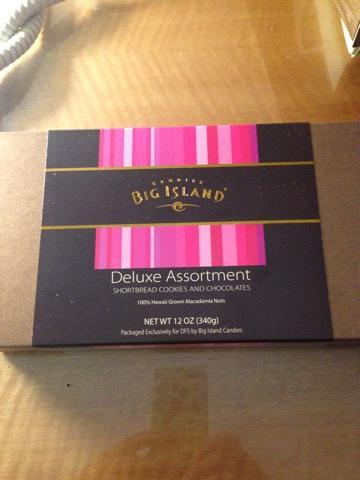 CANDIES
BIG ISLAND®
Deluxe Assortment
SHORTBREAD COOKIES AND CHOCOLATES
100% Hawaii Grown Macadamia Nuts
NET WT 12 OZ (340g)
Packaged Exclusively for DFS by Big Island Candies